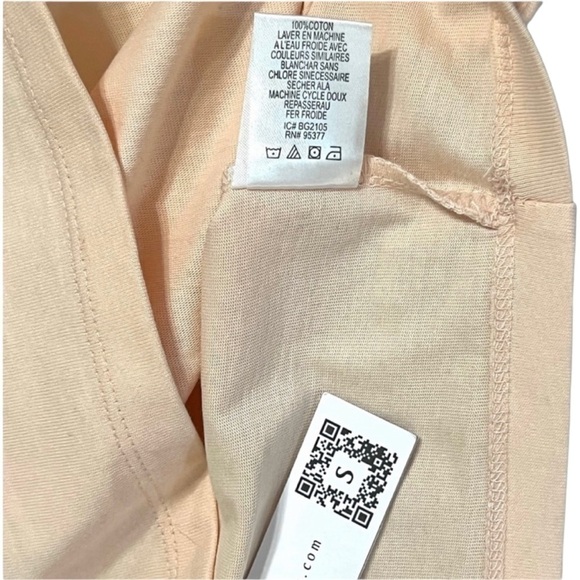 100%COTON
LAVER EN MACHINE
A L'EAU FROIDE AVEC
COULEURS SIMILAIRES
BLANCHAR SANS
CHLORE SINECESSAIRE
SECHER ALA
MACHINE CYCLE DOUX
REPASSERAU
FER FROIDE
IC# BG2105
RN# 95377
S
.com